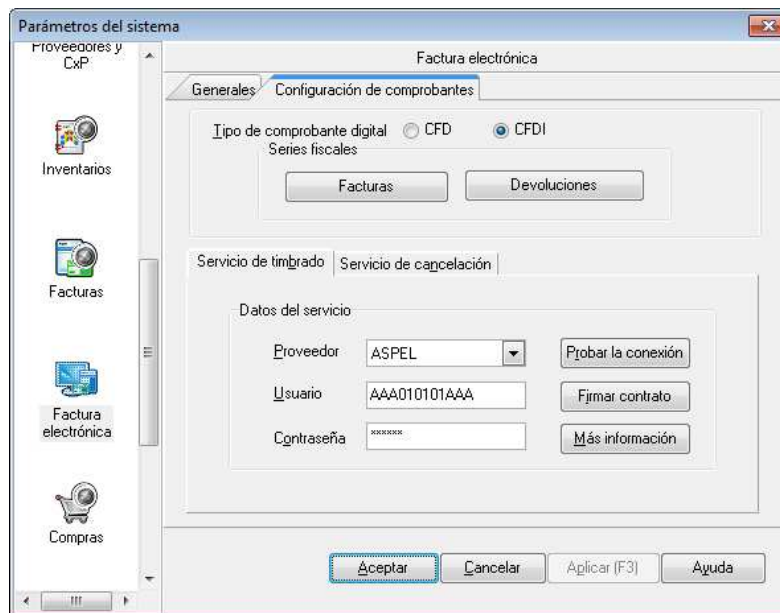 Parámetros del sistema
Proveedores y
CxP
Inventarios
Facturas
Factura
electrónica
Compras
Factura electrónica
Generales
Configuración de comprobantes
Tipo de comprobante digital CFD CFDI
Series fiscales
Facturas Devoluciones
Servicio de timbrado Servicio de cancelación
Datos del servicio
Proveedor ASPEL Probar la conexión
Usuario AAA010101AAA Firmar contrato
Contraseña ****** Más información
Aceptar Cancelar Aplicar (F3) Ayuda